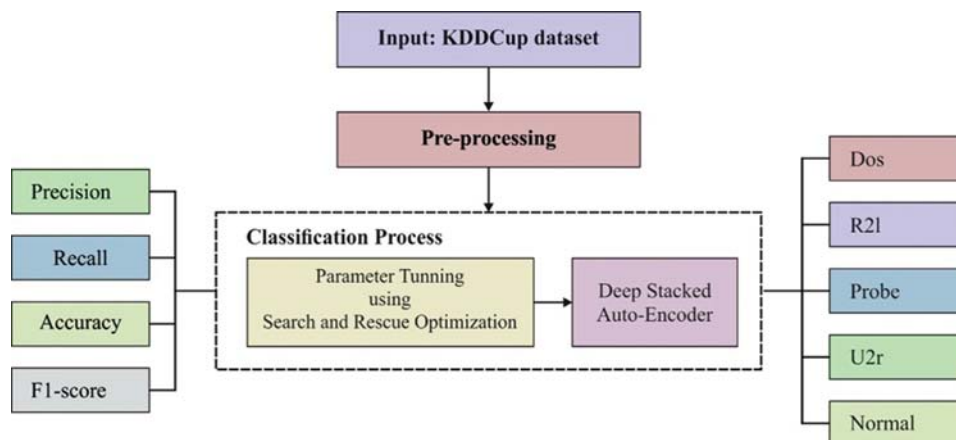 Input: KDDCup dataset
Pre-processing
Precision
Recall
Accuracy
F1-score
Classification Process
Parameter Tunning
using
Search and Rescue Optimization
Deep Stacked
Auto-Encoder
Dos
R2l
Probe
U2r
Normal